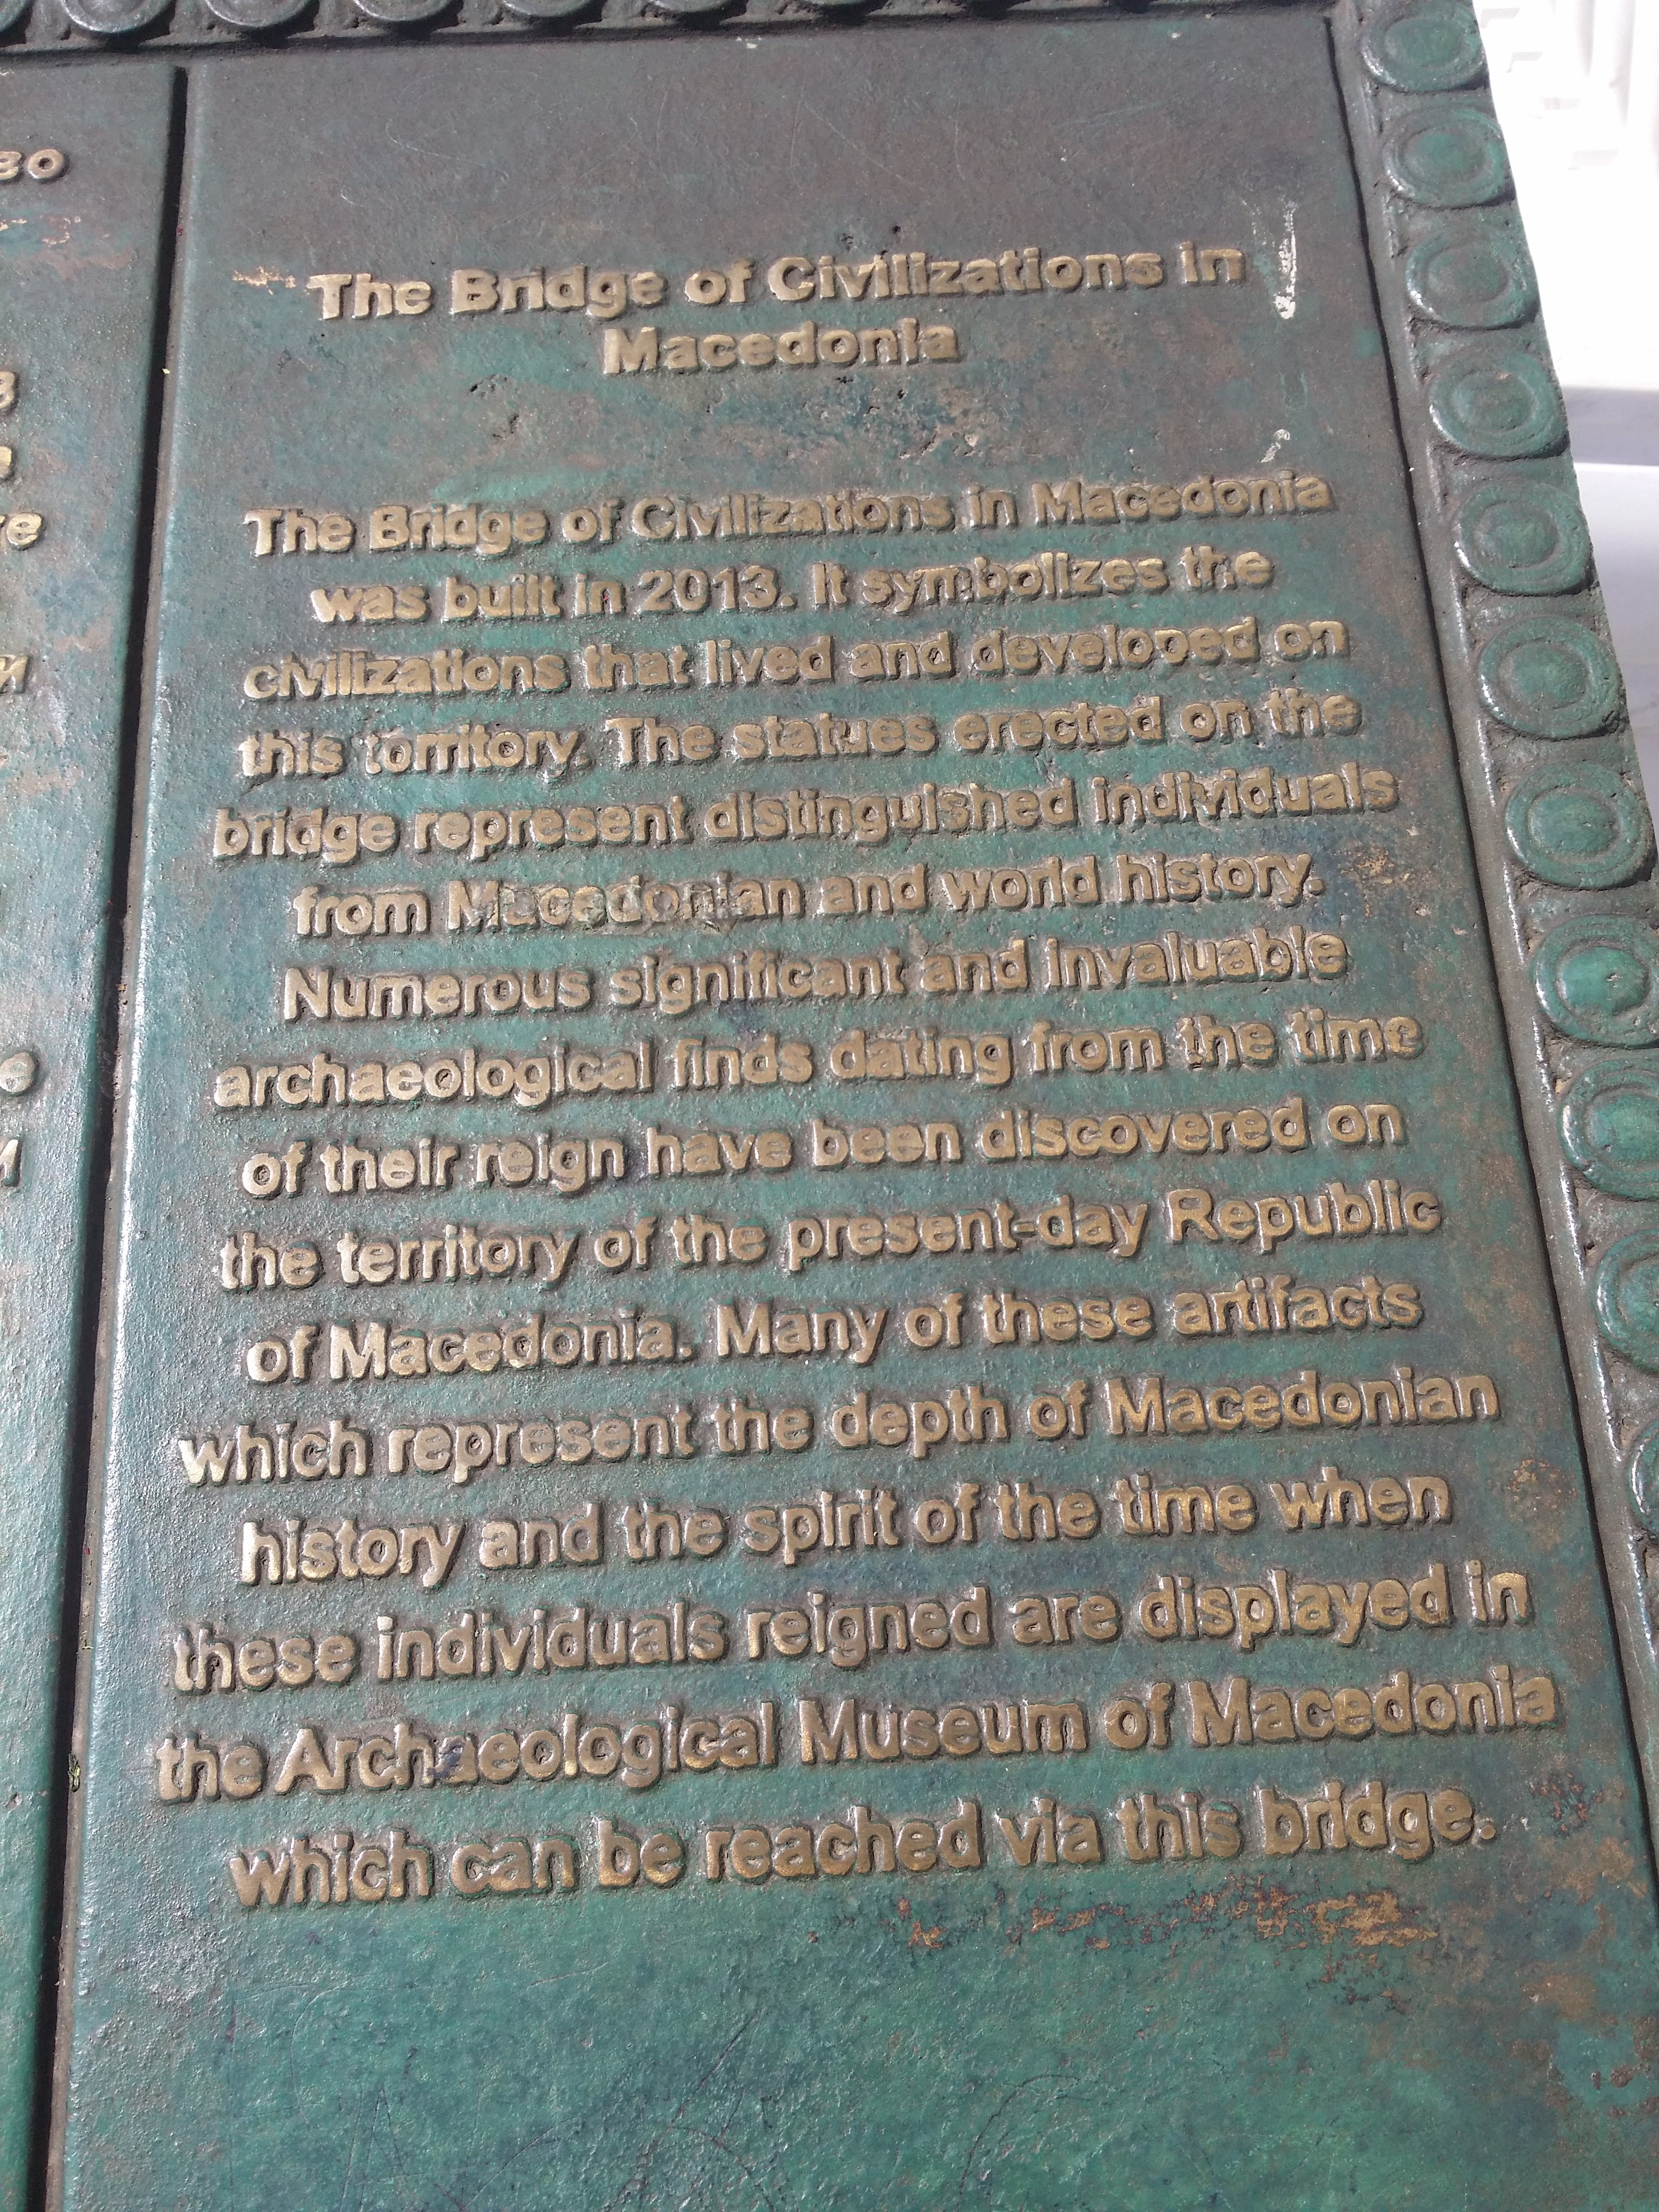 во
в
те
и
е
и
The Bridge of Civilizations in
Macedonia
The Bridge of Civilizations in Macedonia
was built in 2013. It symbolizes the
civilizations that lived and developed on
this territory. The statues erected on the
bridge represent distinguished individuals
from Macedonian and world history.
Numerous significant and invaluable
archaeological finds dating from the time
of their reign have been discovered on
the territory of the present-day Republic
of Macedonia. Many of these artifacts
which represent the depth of Macedonian
history and the spirit of the time when
these individuals reigned are displayed in
the Archaeological Museum of Macedonia
which can be reached via this bridge.